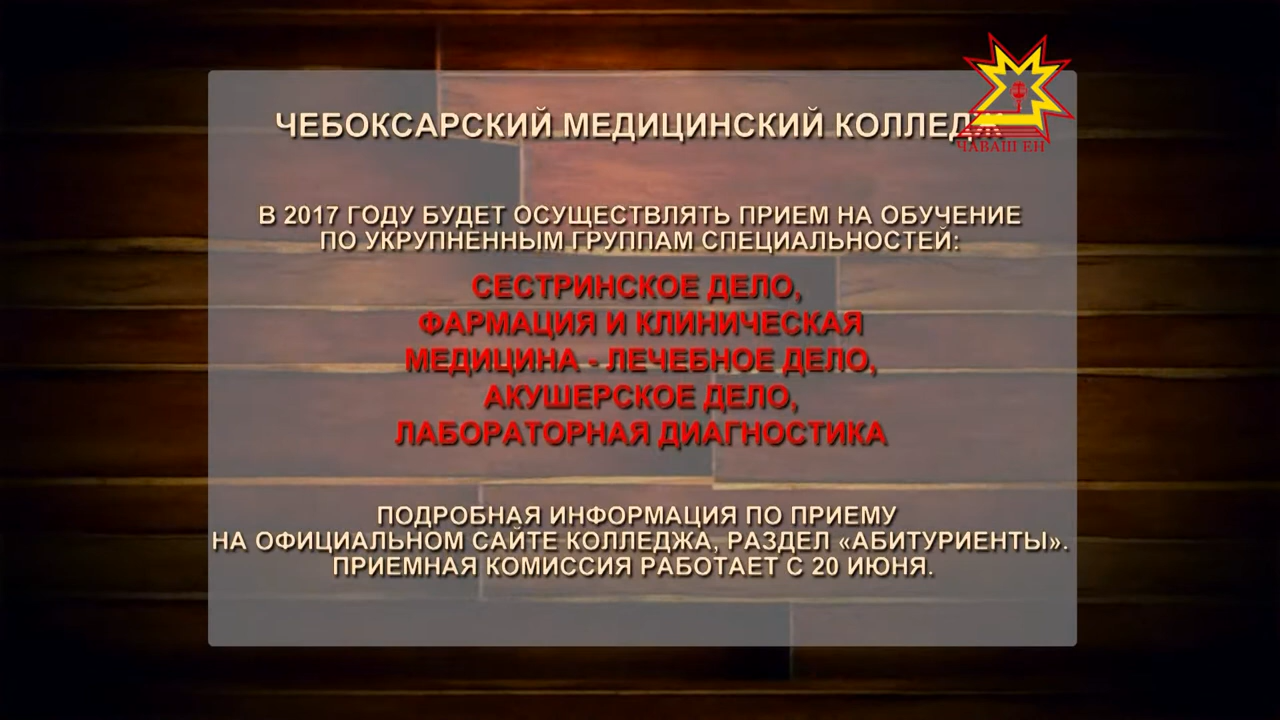 ЧЕБОКСАРСКИЙ МЕДИЦИНСКИЙ КОЛЛЕДЖ
ЧАВАШ ЕН
В 2017 ГОДУ БУДЕТ ОСУЩЕСТВЛЯТЬ ПРИЕМ НА ОБУЧЕНИЕ
ПО УКРУПНЕННЫМ ГРУППАМ СПЕЦИАЛЬНОСТЕЙ:
СЕСТРИНСКОЕ ДЕЛО,
ФАРМАЦИЯ И КЛИНИЧЕСКАЯ
МЕДИЦИНА - ЛЕЧЕБНОЕ ДЕЛО,
АКУШЕРСКОЕ ДЕЛО,
ЛАБОРАТОРНАЯ ДИАГНОСТИКА
ПОДРОБНАЯ ИНФОРМАЦИЯ ПО ПРИЕМУ
НА ОФИЦИАЛЬНОМ САЙТЕ КОЛЛЕДЖА, РАЗДЕЛ «АБИТУРИЕНТЫ».
ПРИЕМНАЯ КОМИССИЯ РАБОТАЕТ С 20 ИЮНЯ.